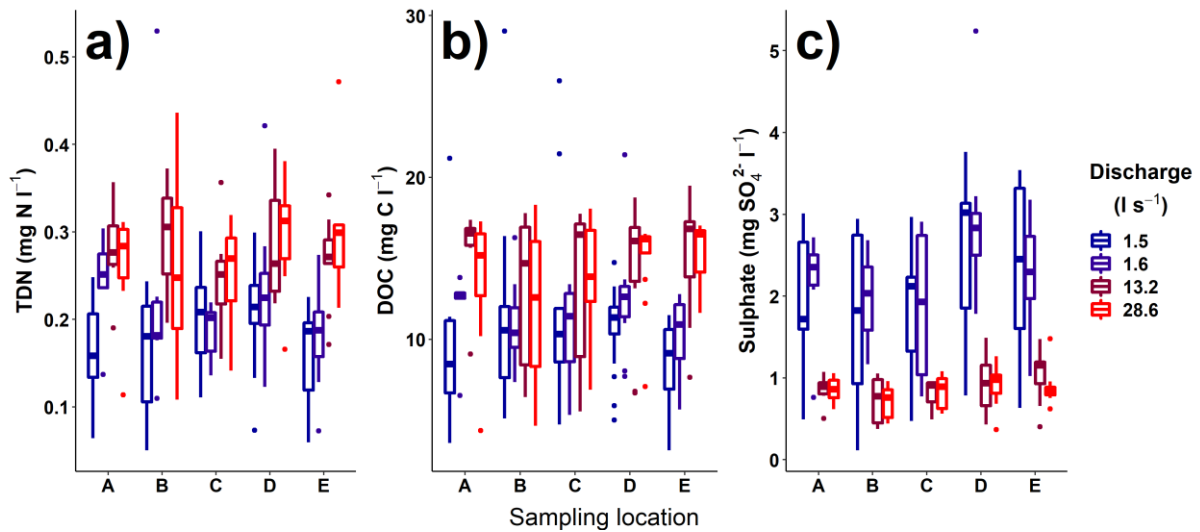 a)
TDN (mg N l⁻¹)
0.5
0.4
0.3
0.2
0.1
A B C D E
b)
DOC (mg C l⁻¹)
30
20
10
A B C D E
c)
Sulphate (mg SO₄²⁻ l⁻¹)
5
4
3
2
1
0
A B C D E
Sampling location
Discharge
(l s⁻¹)
1.5
1.6
13.2
28.6